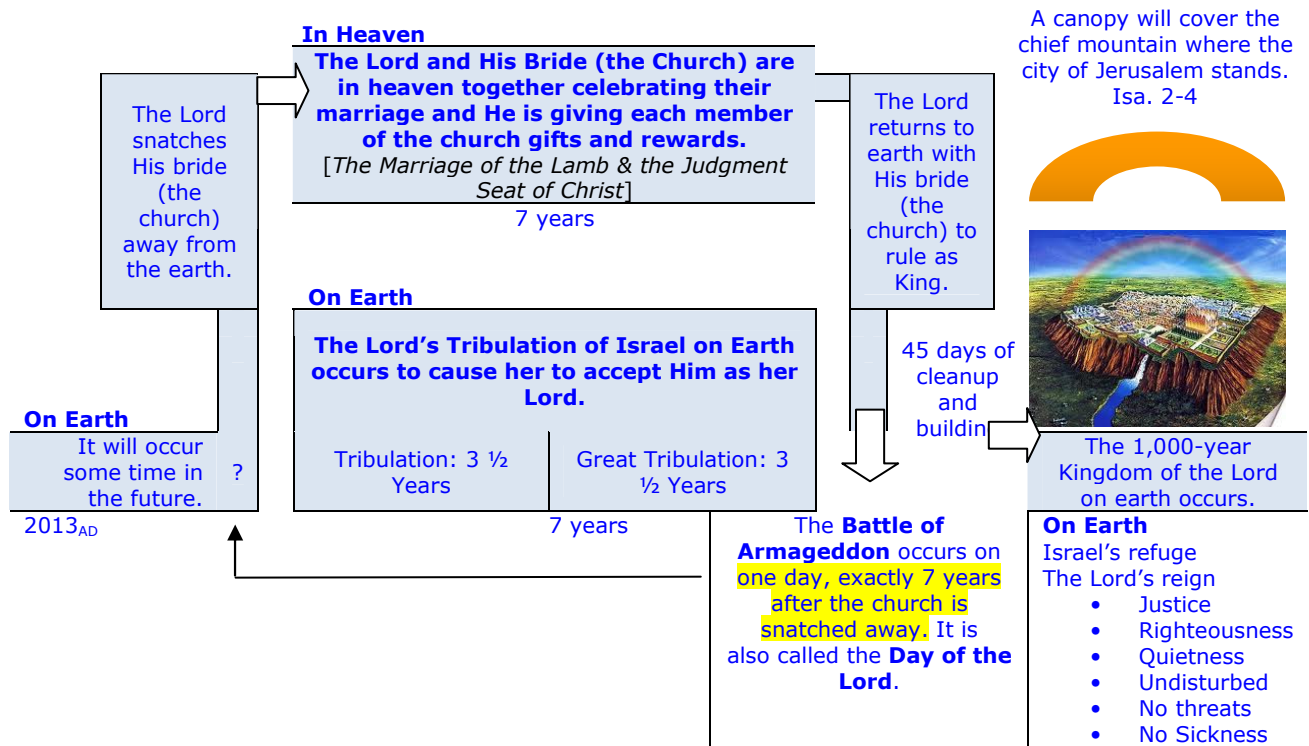 In Heaven
The Lord and His Bride (the Church) are
in heaven together celebrating their
marriage and He is giving each member
of the church gifts and rewards.
[The Marriage of the Lamb & the Judgment
Seat of Christ]
7 years
The Lord
snatches
His bride
(the
church)
away from
the earth.
The Lord
returns to
earth with
His bride
(the
church) to
rule as
King.
A canopy will cover the
chief mountain where the
city of Jerusalem stands.
Isa. 2-4
On Earth
The Lord’s Tribulation of Israel on Earth
occurs to cause her to accept Him as her
Lord.
Tribulation: 3 ½
Years
Great Tribulation: 3
½ Years
7 years
On Earth
It will occur
some time in
the future.
?
2013AD
45 days of
cleanup
and
buildin
The Battle of
Armageddon occurs on
one day, exactly 7 years
after the church is
snatched away. It is
also called the Day of the
Lord.
The 1,000-year
Kingdom of the Lord
on earth occurs.
On Earth
Israel’s refuge
The Lord’s reign
• Justice
• Righteousness
• Quietness
• Undisturbed
• No threats
• No Sickness